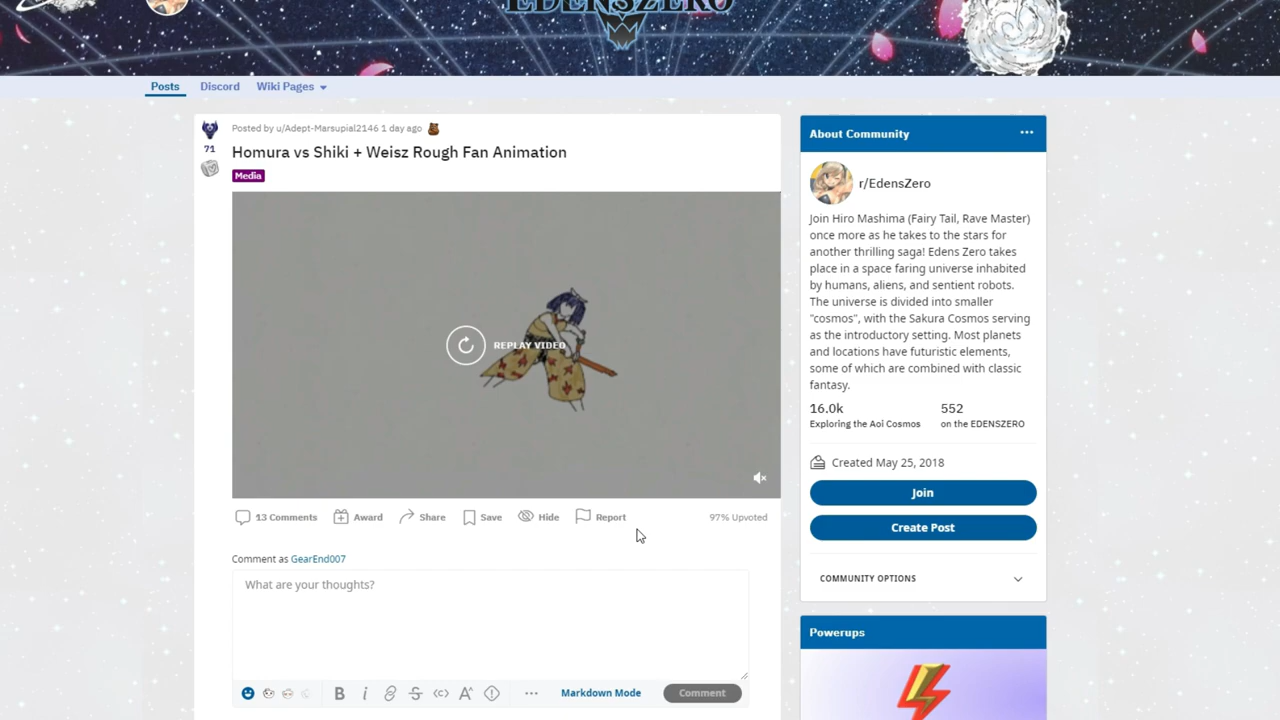 EDENSZERO
Posts
Discord
Wiki Pages
Posted by u/Adept-Marsupial2146 1 day ago
71
Homura vs Shiki + Weisz Rough Fan Animation
Media
REPLAY VIDEO
13 Comments
Award
Share
Save
Hide
Report
97% Upvoted
Comment as GearEnd007
What are your thoughts?
B
i
Markdown Mode
Comment
About Community
r/EdensZero
Join Hiro Mashima (Fairy Tail, Rave Master)
once more as he takes to the stars for
another thrilling saga! Edens Zero takes
place in a space faring universe inhabited
by humans, aliens, and sentient robots.
The universe is divided into smaller
"cosmos", with the Sakura Cosmos serving
as the introductory setting. Most planets
and locations have futuristic elements,
some of which are combined with classic
fantasy.
16.0k
552
Exploring the Aoi Cosmos
on the EDENSZERO
Created May 25, 2018
Join
Create Post
COMMUNITY OPTIONS
Powerups